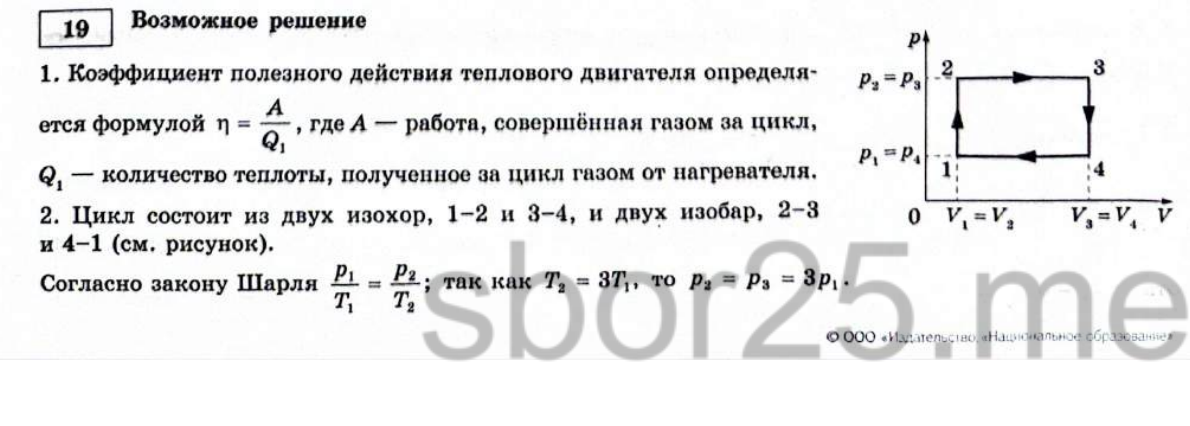 19 Возможное решение
1. Коэффициент полезного действия теплового двигателя определя-
ется формулой η = A/Q₁, где A — работа, совершённая газом за цикл,
Q₁ — количество теплоты, полученное за цикл газом от нагревателя.
2. Цикл состоит из двух изохор, 1–2 и 3–4, и двух изобар, 2–3
и 4–1 (см. рисунок).
Согласно закону Шарля p₁/T₁ = p₂/T₂; так как T₂ = 3T₁, то p₂ = p₃ = 3p₁.
p
p₂ = p₃
2
3
p₁ = p₄
1
4
0
V₁ = V₂
V₃ = V₄
V
sbor25.me
© ООО «Издательство «Национальное образование»